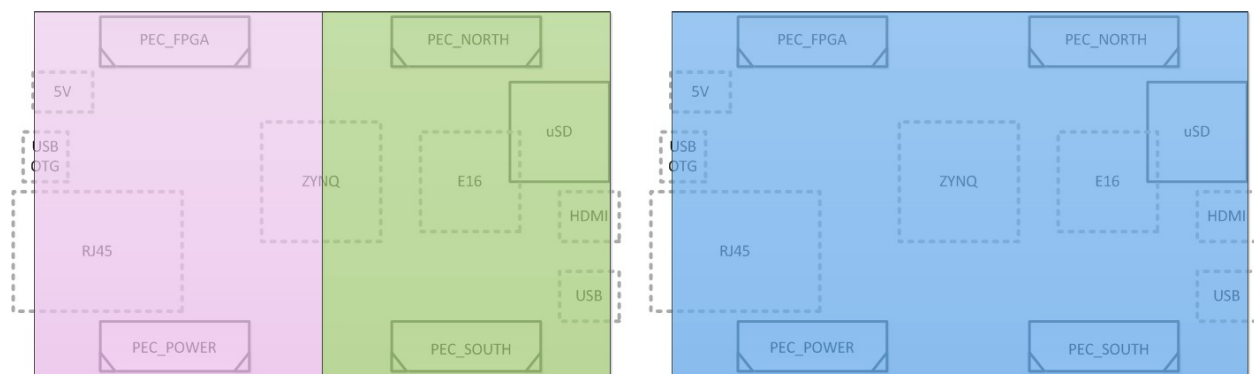 PEC_FPGA
PEC_NORTH
5V
uSD
USB
OTG
ZYNQ
E16
HDMI
RJ45
USB
PEC_POWER
PEC_SOUTH
PEC_FPGA
PEC_NORTH
5V
uSD
USB
OTG
ZYNQ
E16
HDMI
RJ45
USB
PEC_POWER
PEC_SOUTH